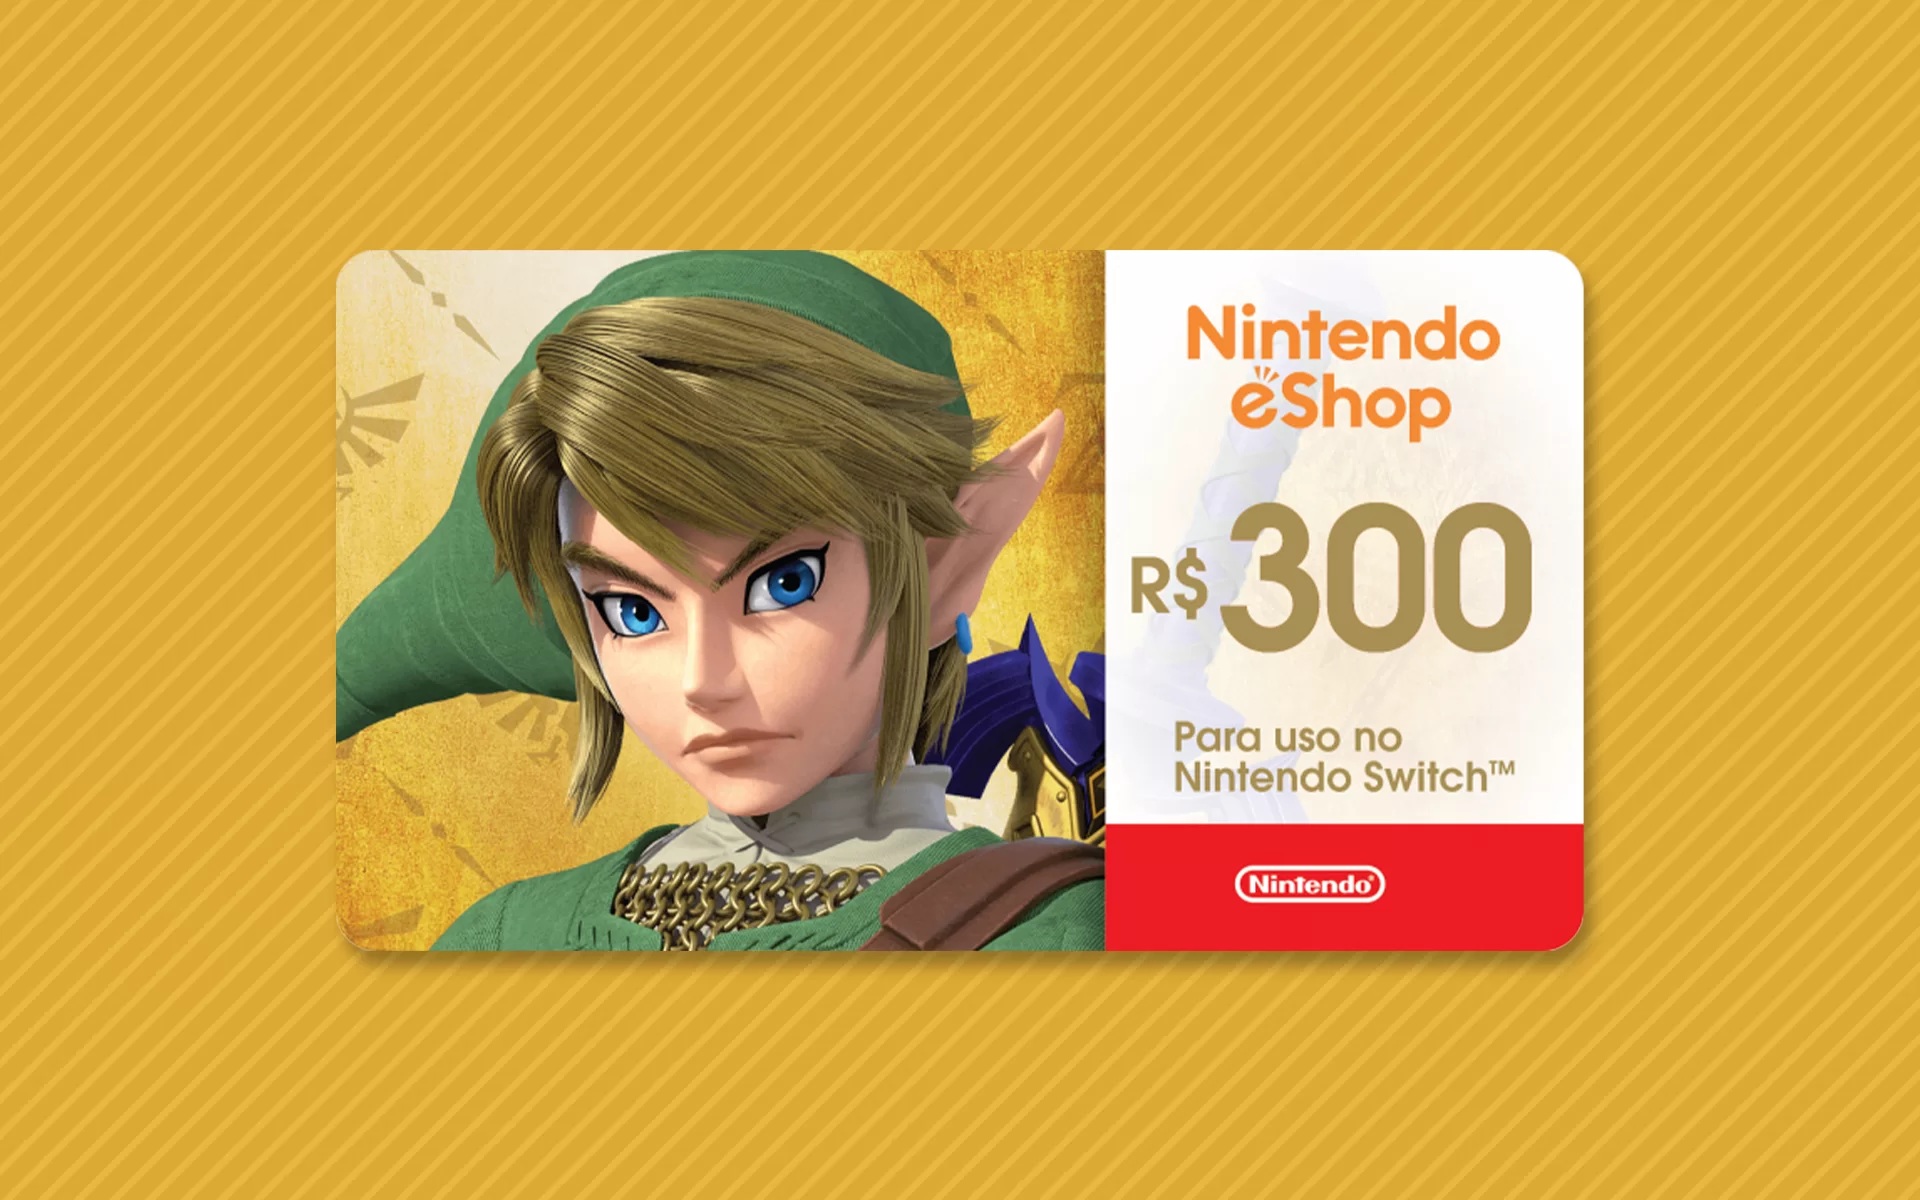 Nintendo
eShop
R$300
Para uso no
Nintendo Switch™
Nintendo®